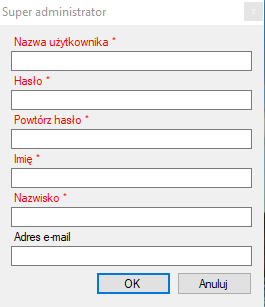 Super administrator
Nazwa użytkownika *
Hasło *
Powtórz hasło *
Imię *
Nazwisko *
Adres e-mail
OK
Anuluj